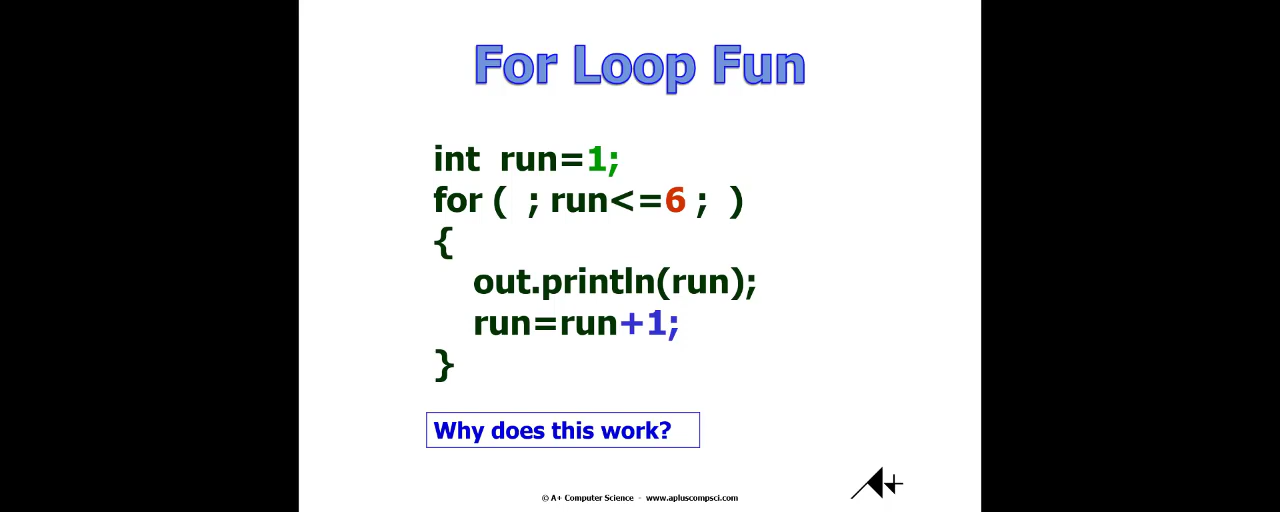 For Loop Fun
int  run=1;
for (  ; run<=6 ;  )
{
    out.println(run);
    run=run+1;
}
Why does this work?
© A+ Computer Science  -  www.apluscompsci.com
A+